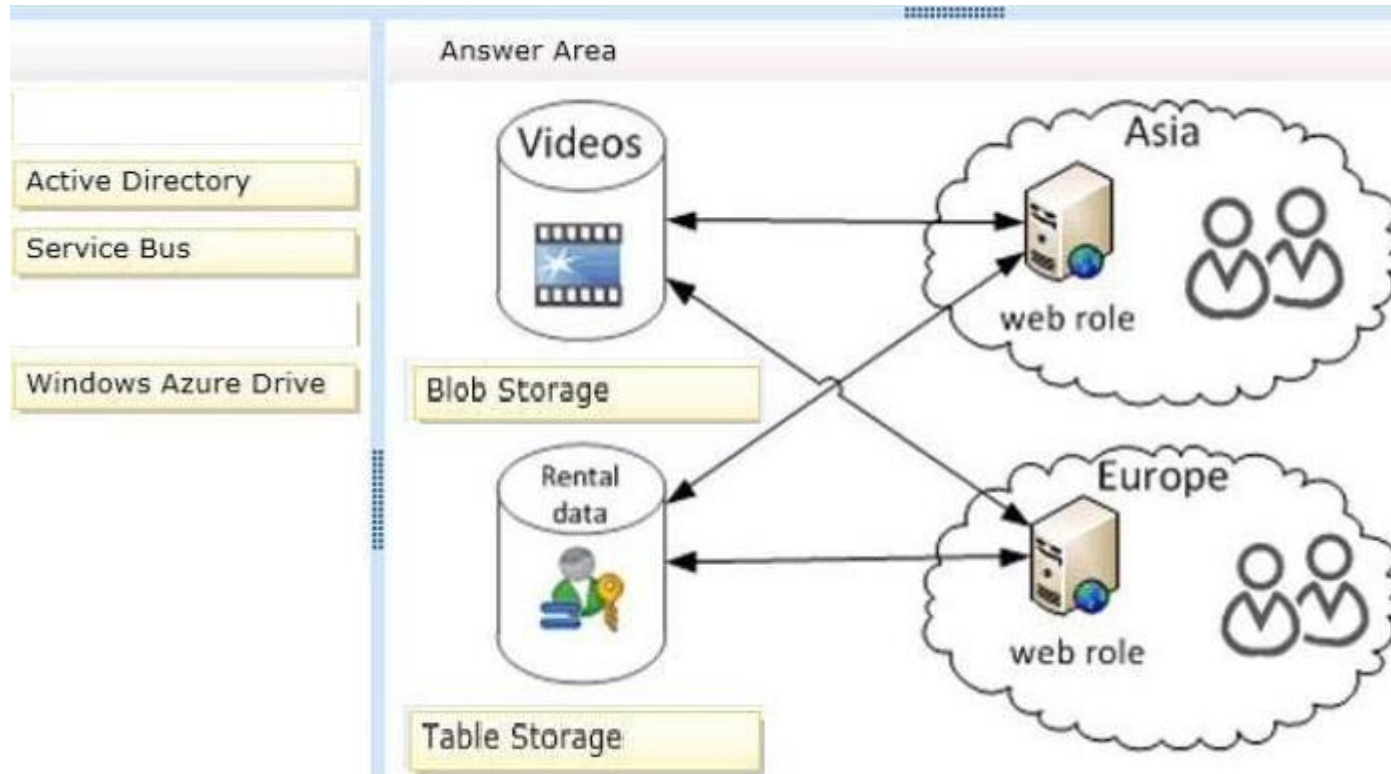 Answer Area
Active Directory
Service Bus
Windows Azure Drive
Videos
Blob Storage
Rental
data
Table Storage
Asia
web role
Europe
web role